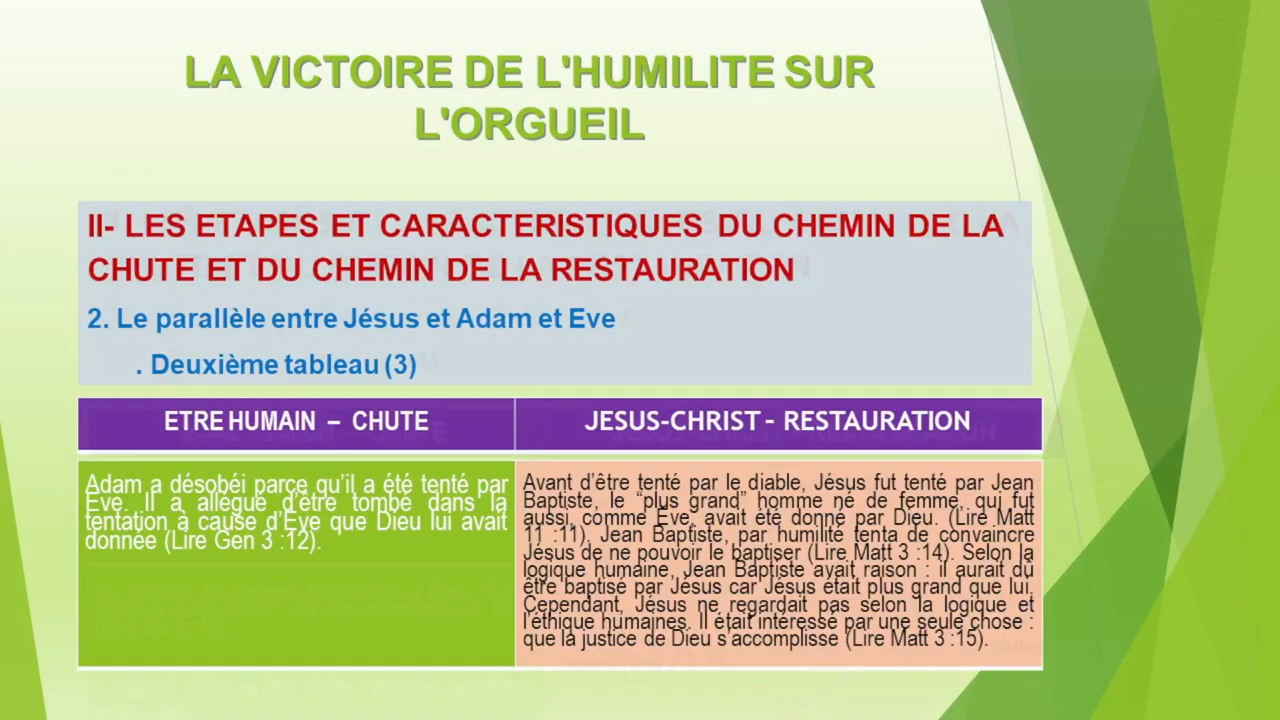 LA VICTOIRE DE L'HUMILITE SUR
L'ORGUEIL
II- LES ETAPES ET CARACTERISTIQUES DU CHEMIN DE LA
CHUTE ET DU CHEMIN DE LA RESTAURATION
2. Le parallèle entre Jésus et Adam et Eve
. Deuxième tableau (3)
ETRE HUMAIN – CHUTE
JESUS-CHRIST - RESTAURATION
Adam a désobéi parce qu'il a été tenté par
Eve. Il a allégué d'être tombé dans la
tentation à cause d'Eve que Dieu lui avait
donnée (Lire Gen 3 :12).
Avant d'être tenté par le diable, Jésus fut tenté par Jean
Baptiste, le "plus grand" homme né de femme, qui fut
aussi, comme Eve, avait été donné par Dieu. (Lire Matt
11 :11). Jean Baptiste, par humilité tenta de convaincre
Jésus de ne pouvoir le baptiser (Lire Matt 3 :14). Selon la
logique humaine, Jean Baptiste avait raison : il aurait dû
être baptisé par Jésus car Jésus était plus grand que lui.
Cependant, Jésus ne regardait pas selon la logique et
l'éthique humaines. Il était intéressé par une seule chose :
que la justice de Dieu s'accomplisse (Lire Matt 3 :15).